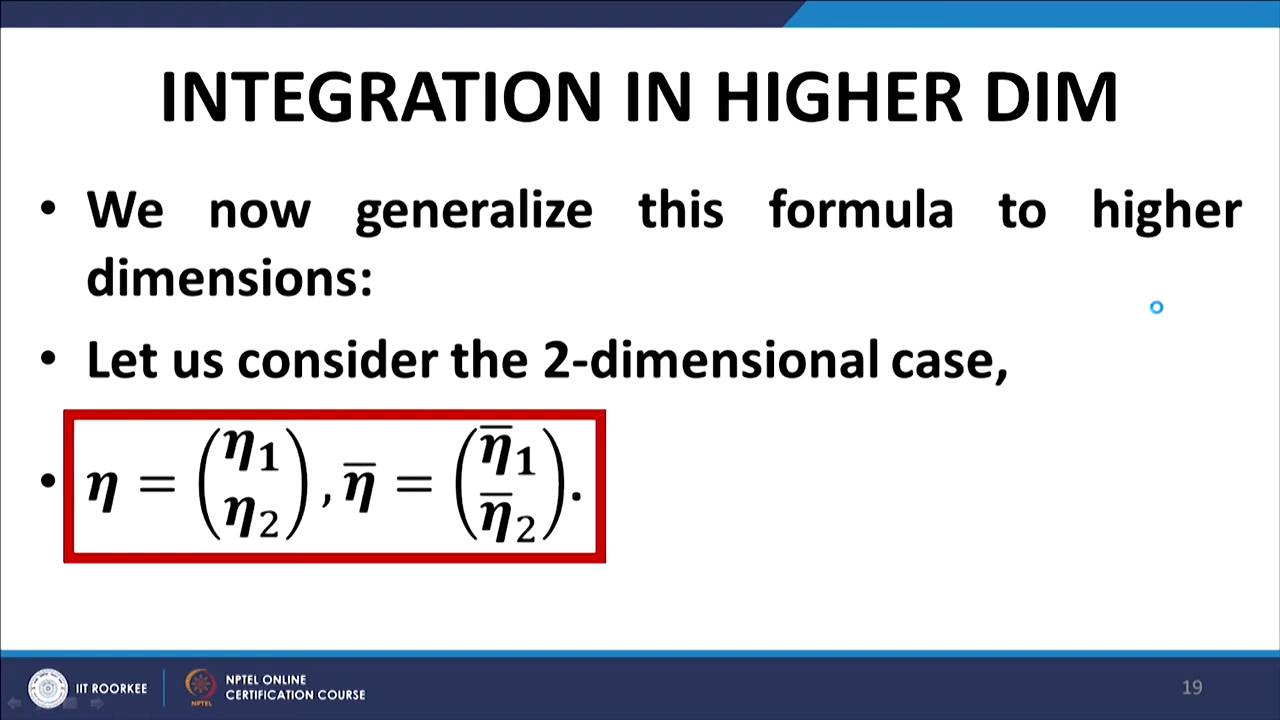 INTEGRATION IN HIGHER DIM
• We now generalize this formula to higher
dimensions:
• Let us consider the 2-dimensional case,
• η = (η₁ η₂), η̅ = (η̅₁ η̅₂).
IIT ROORKEE
NPTEL
NPTEL ONLINE
CERTIFICATION COURSE
19